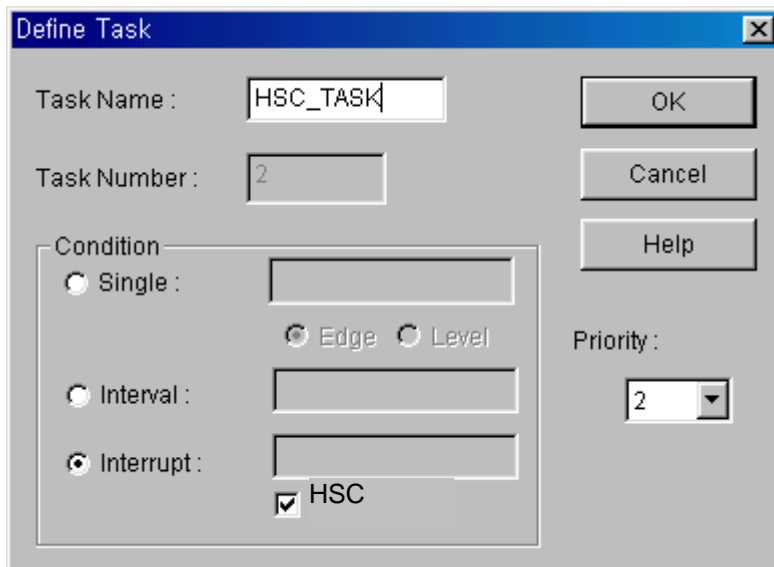 Define Task
Task Name : HSC_TASK
OK
Task Number : 2
Cancel
Help
Condition
Single :
Edge Level
Priority :
Interval :
2
Interrupt :
HSC